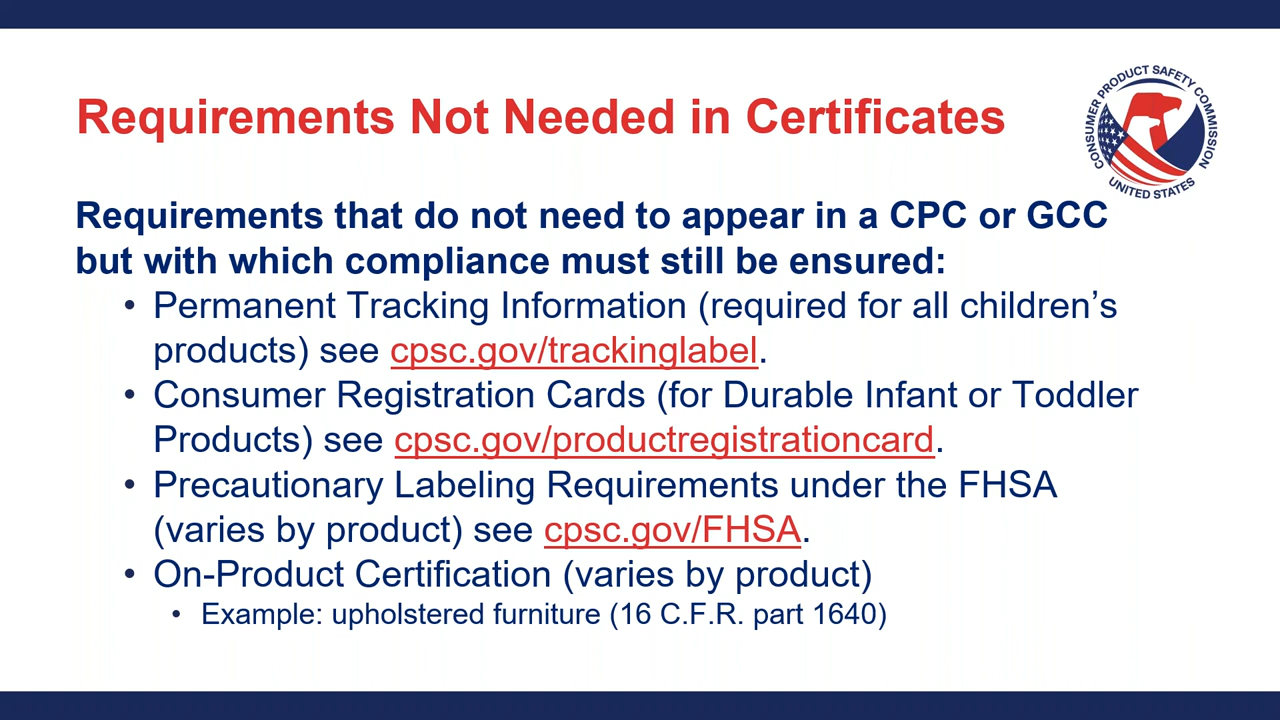 Requirements Not Needed in Certificates
CONSUMER PRODUCT SAFETY COMMISSION
UNITED STATES
Requirements that do not need to appear in a CPC or GCC
but with which compliance must still be ensured:
• Permanent Tracking Information (required for all children’s
products) see cpsc.gov/trackinglabel.
• Consumer Registration Cards (for Durable Infant or Toddler
Products) see cpsc.gov/productregistrationcard.
• Precautionary Labeling Requirements under the FHSA
(varies by product) see cpsc.gov/FHSA.
• On-Product Certification (varies by product)
• Example: upholstered furniture (16 C.F.R. part 1640)